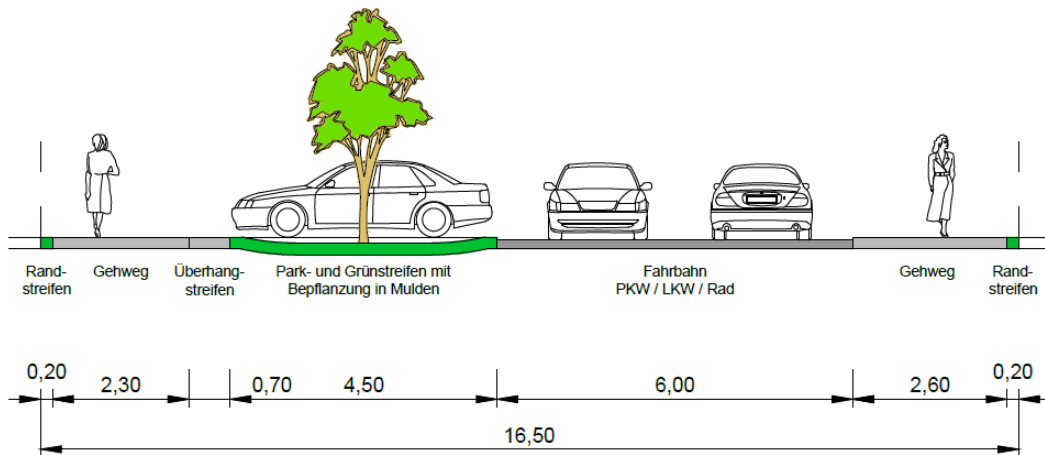 Rand-
streifen
Gehweg
Überhang-
streifen
Park- und Grünstreifen mit
Bepflanzung in Mulden
Fahrbahn
PKW / LKW / Rad
Gehweg
Rand-
streifen
0,20
2,30
0,70
4,50
6,00
2,60
0,20
16,50